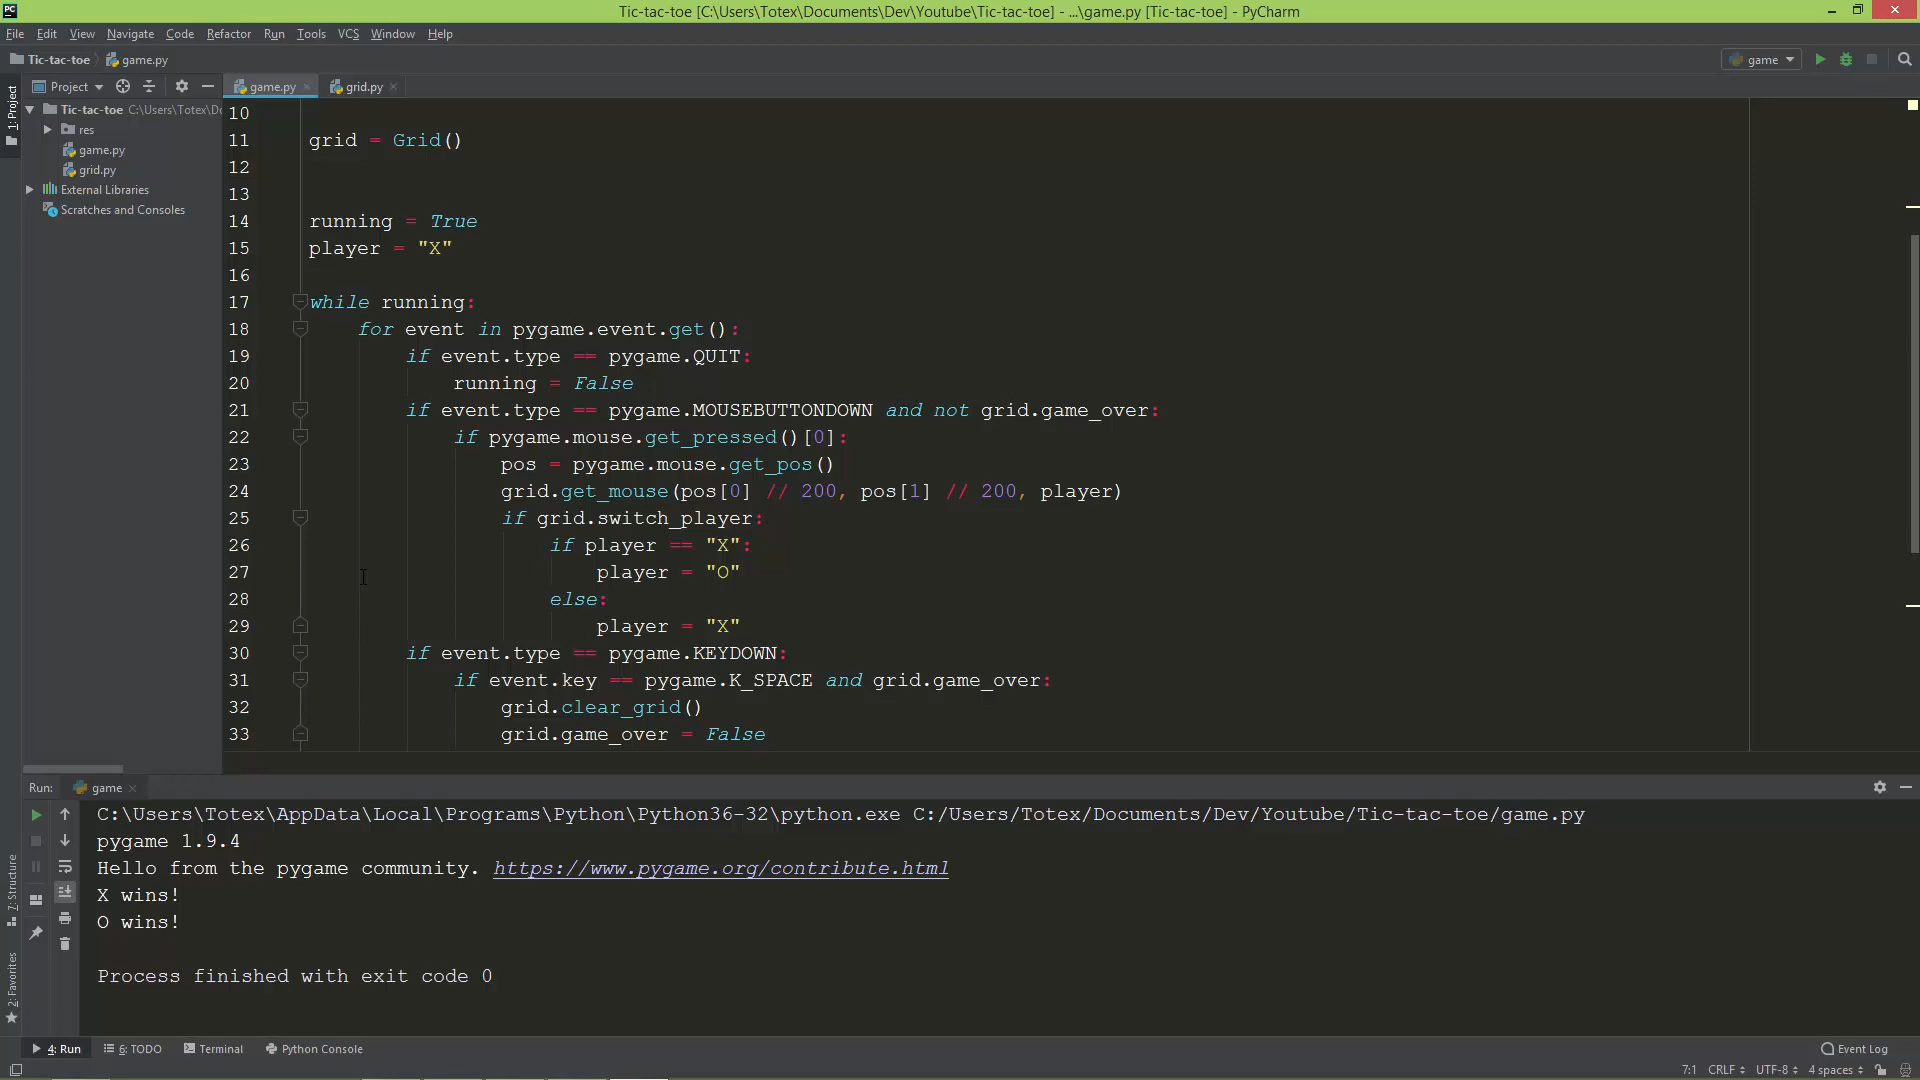 Tic-tac-toe [C:\Users\Totex\Documents\Dev\Youtube\Tic-tac-toe] - ...\game.py [Tic-tac-toe] - PyCharm
File Edit View Navigate Code Refactor Run Tools VCS Window Help
Tic-tac-toe game.py game
Project game.py grid.py
1: Project
Tic-tac-toe C:\Users\Totex\Do
res
game.py
grid.py
External Libraries
Scratches and Consoles
10
11 grid = Grid()
12
13
14 running = True
15 player = "X"
16
17 while running:
18 for event in pygame.event.get():
19 if event.type == pygame.QUIT:
20 running = False
21 if event.type == pygame.MOUSEBUTTONDOWN and not grid.game_over:
22 if pygame.mouse.get_pressed()[0]:
23 pos = pygame.mouse.get_pos()
24 grid.get_mouse(pos[0] // 200, pos[1] // 200, player)
25 if grid.switch_player:
26 if player == "X":
27 player = "O"
28 else:
29 player = "X"
30 if event.type == pygame.KEYDOWN:
31 if event.key == pygame.K_SPACE and grid.game_over:
32 grid.clear_grid()
33 grid.game_over = False
Run: game
C:\Users\Totex\AppData\Local\Programs\Python\Python36-32\python.exe C:/Users/Totex/Documents/Dev/Youtube/Tic-tac-toe/game.py
pygame 1.9.4
Hello from the pygame community. https://www.pygame.org/contribute.html
X wins!
O wins!
Process finished with exit code 0
7: Structure
2: Favorites
4: Run 6: TODO Terminal Python Console Event Log
7:1 CRLF UTF-8 4 spaces